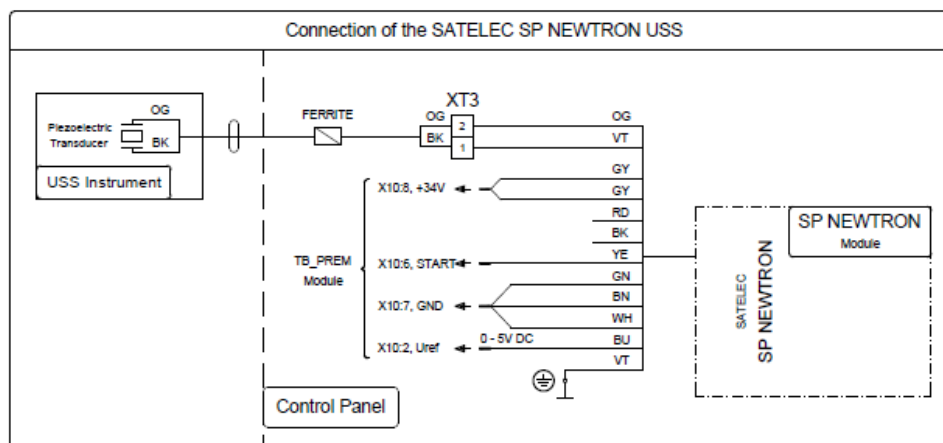 Connection of the SATELEC SP NEWTRON USS
OG
Piezoelectric
Transducer
BK
USS Instrument
FERRITE
XT3
OG
2
OG
BK
1
VT
GY
X10:8, +34V
GY
RD
BK
TB_PREM
Module
X10:6, START
YE
GN
X10:7, GND
BN
WH
X10:2, Uref
0 - 5V DC
BU
VT
Control Panel
SP NEWTRON
Module
SATELEC
SP NEWTRON